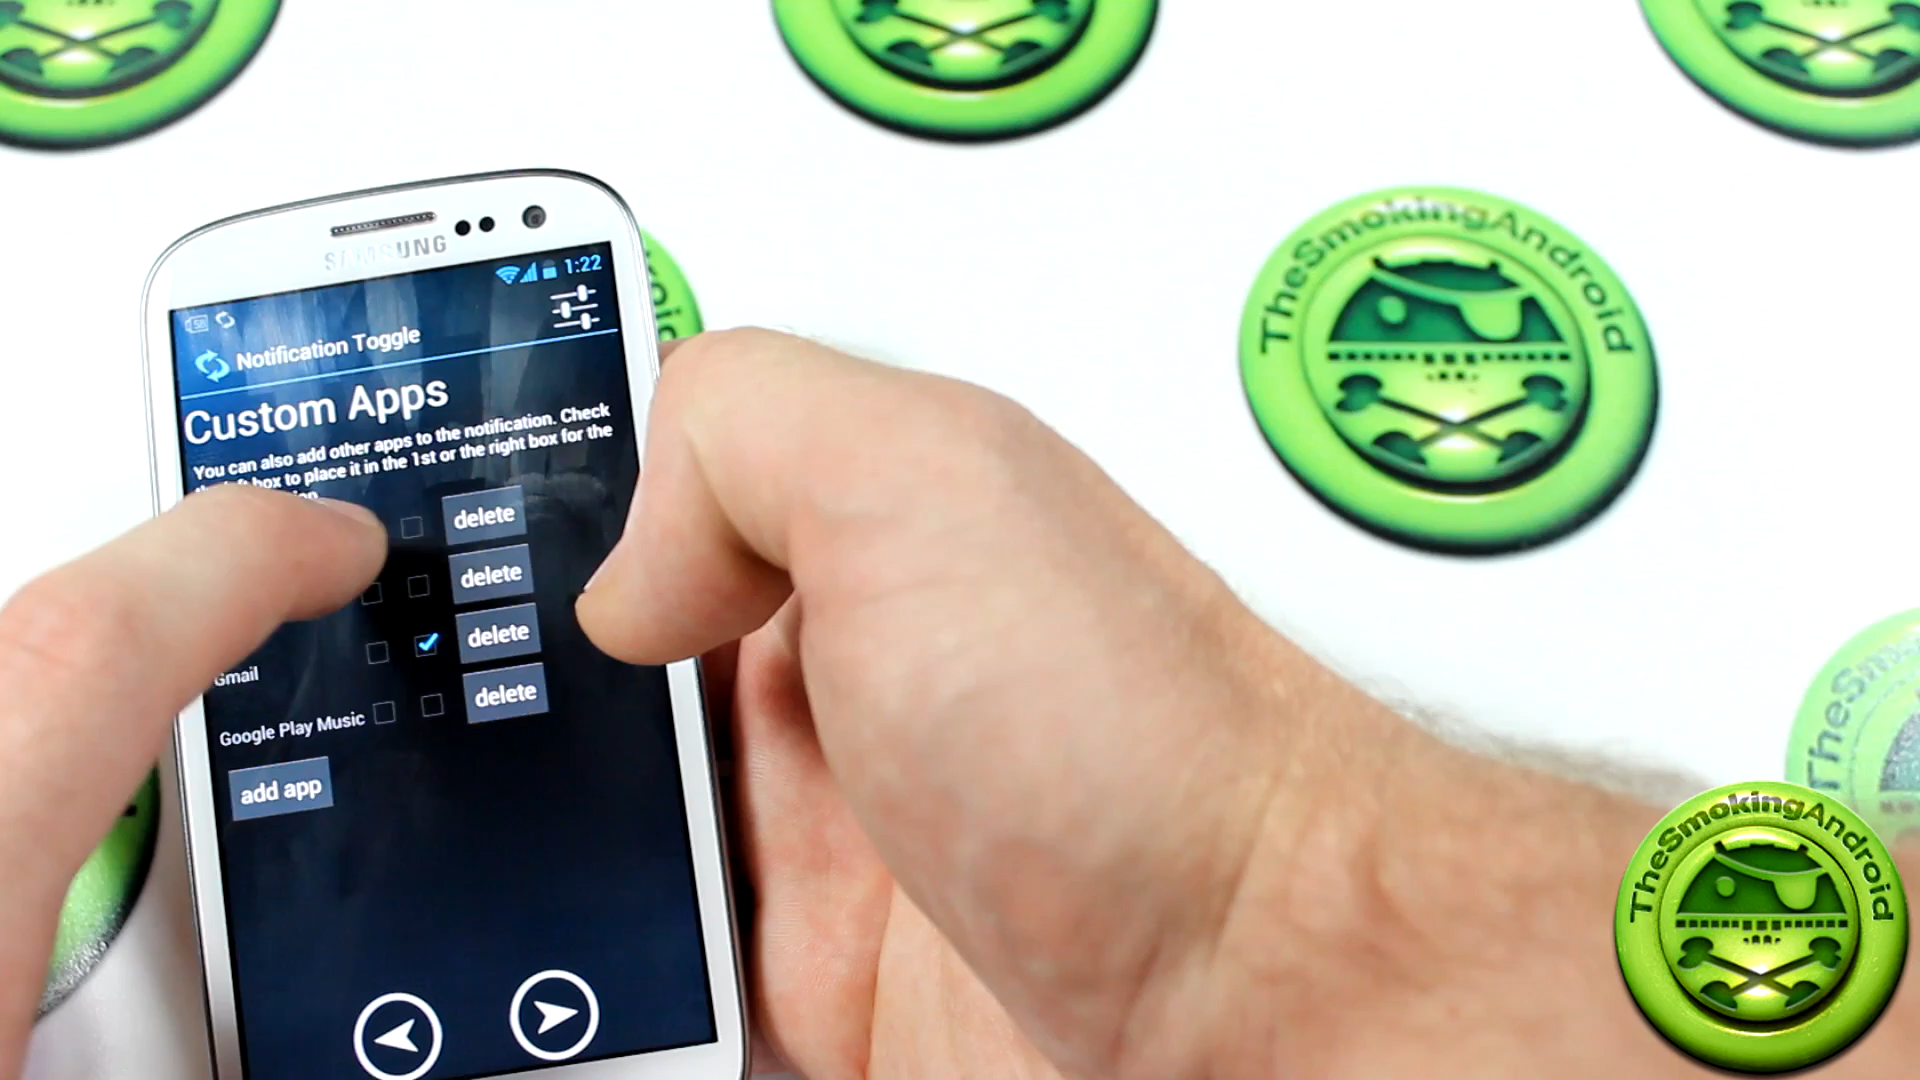 SAMSUNG
1:22
Notification Toggle
Custom Apps
You can also add other apps to the notification. Check
box to place it in the 1st or the right box for the
delete
delete
delete
Gmail
delete
Google Play Music
add app
TheSmokingAndroid
TheSmokingAndroid